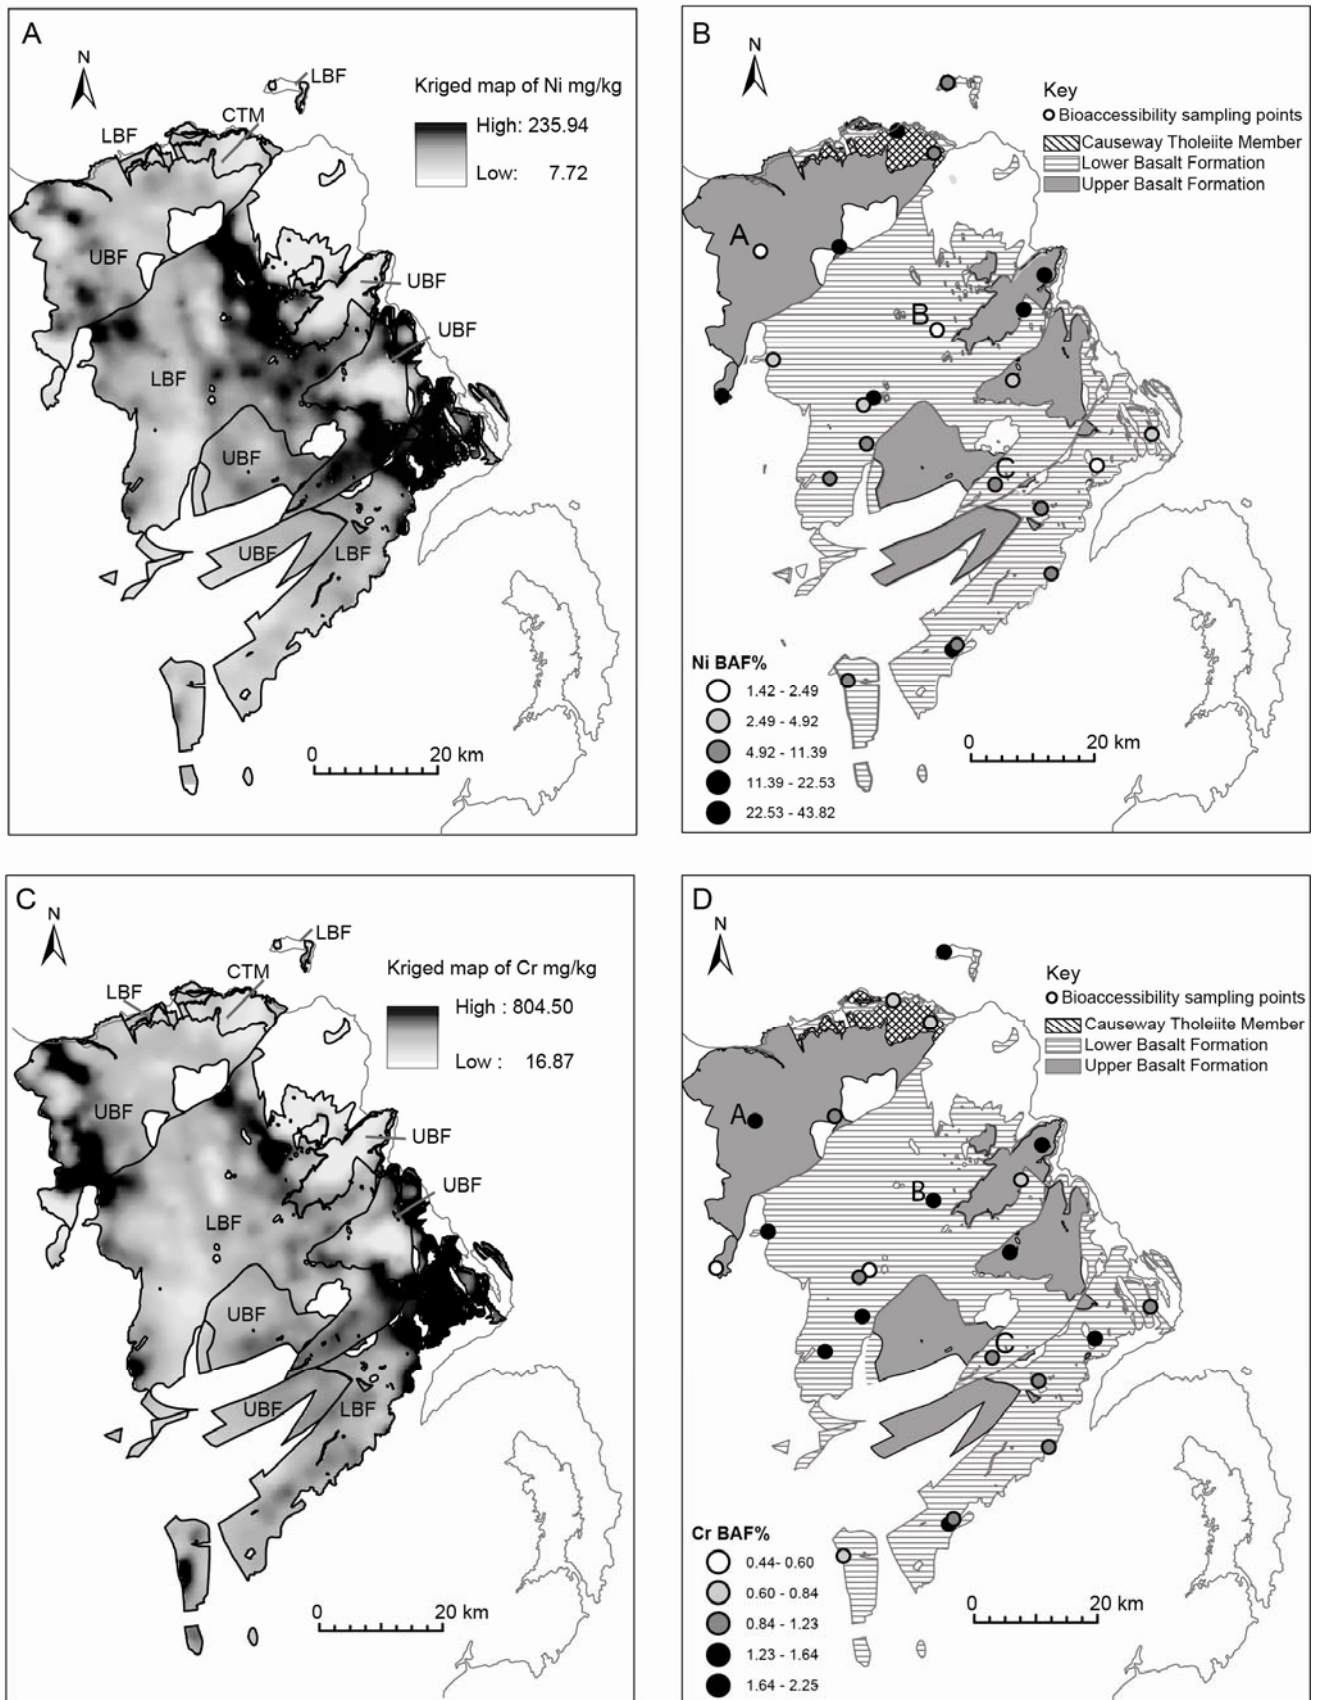 A
N
LBF
Kriged map of Ni mg/kg
High: 235.94
Low: 7.72
CTM
LBF
UBF
UBF
UBF
LBF
UBF
UBF
LBF
0 20 km
B
N
Key
Bioaccessibility sampling points
Causeway Tholeiite Member
Lower Basalt Formation
Upper Basalt Formation
A
B
C
Ni BAF%
1.42 - 2.49
2.49 - 4.92
4.92 - 11.39
11.39 - 22.53
22.53 - 43.82
0 20 km
C
N
LBF
Kriged map of Cr mg/kg
High : 804.50
Low : 16.87
CTM
LBF
UBF
UBF
UBF
LBF
UBF
UBF
LBF
0 20 km
D
N
Key
Bioaccessibility sampling points
Causeway Tholeiite Member
Lower Basalt Formation
Upper Basalt Formation
A
B
C
Cr BAF%
0.44- 0.60
0.60 - 0.84
0.84 - 1.23
1.23 - 1.64
1.64 - 2.25
0 20 km